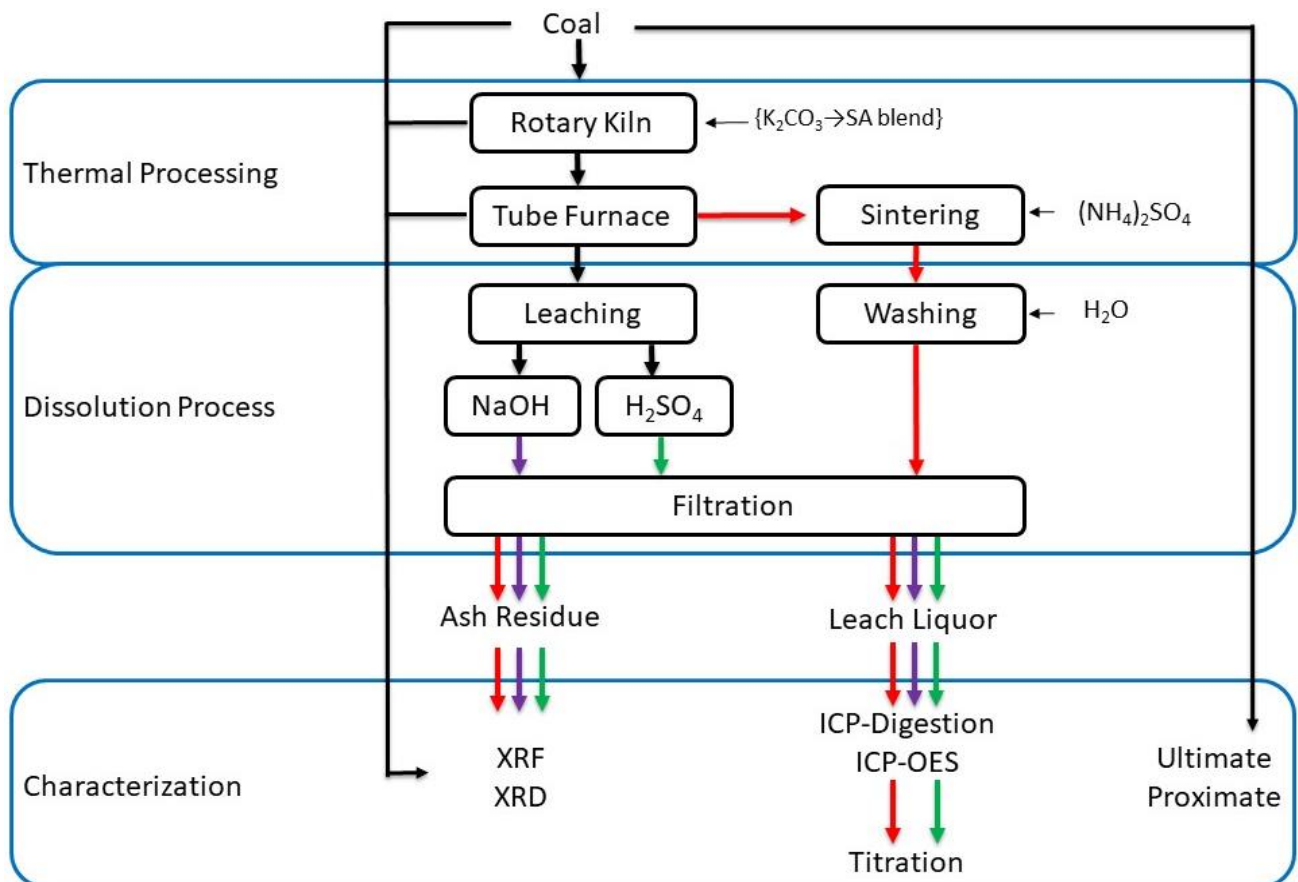 Coal
Rotary Kiln
{K₂CO₃→SA blend}
Thermal Processing
Tube Furnace
Sintering
(NH₄)₂SO₄
Leaching
Washing
H₂O
Dissolution Process
NaOH
H₂SO₄
Filtration
Ash Residue
Leach Liquor
Characterization
XRF
XRD
ICP-Digestion
ICP-OES
Titration
Ultimate
Proximate